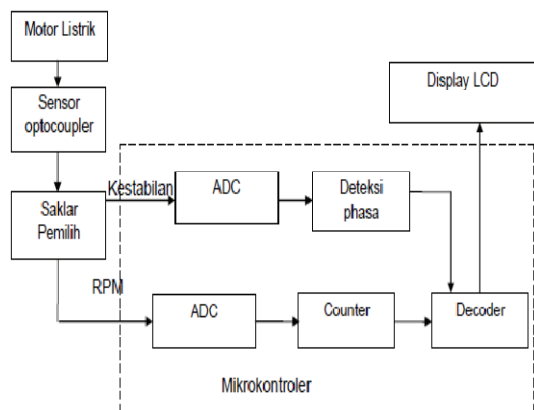 Motor Listrik
Display LCD
Sensor
optocoupler
Kestabilan
ADC
Deteksi
phasa
Saklar
Pemilih
RPM
ADC
Counter
Decoder
Mikrokontroler